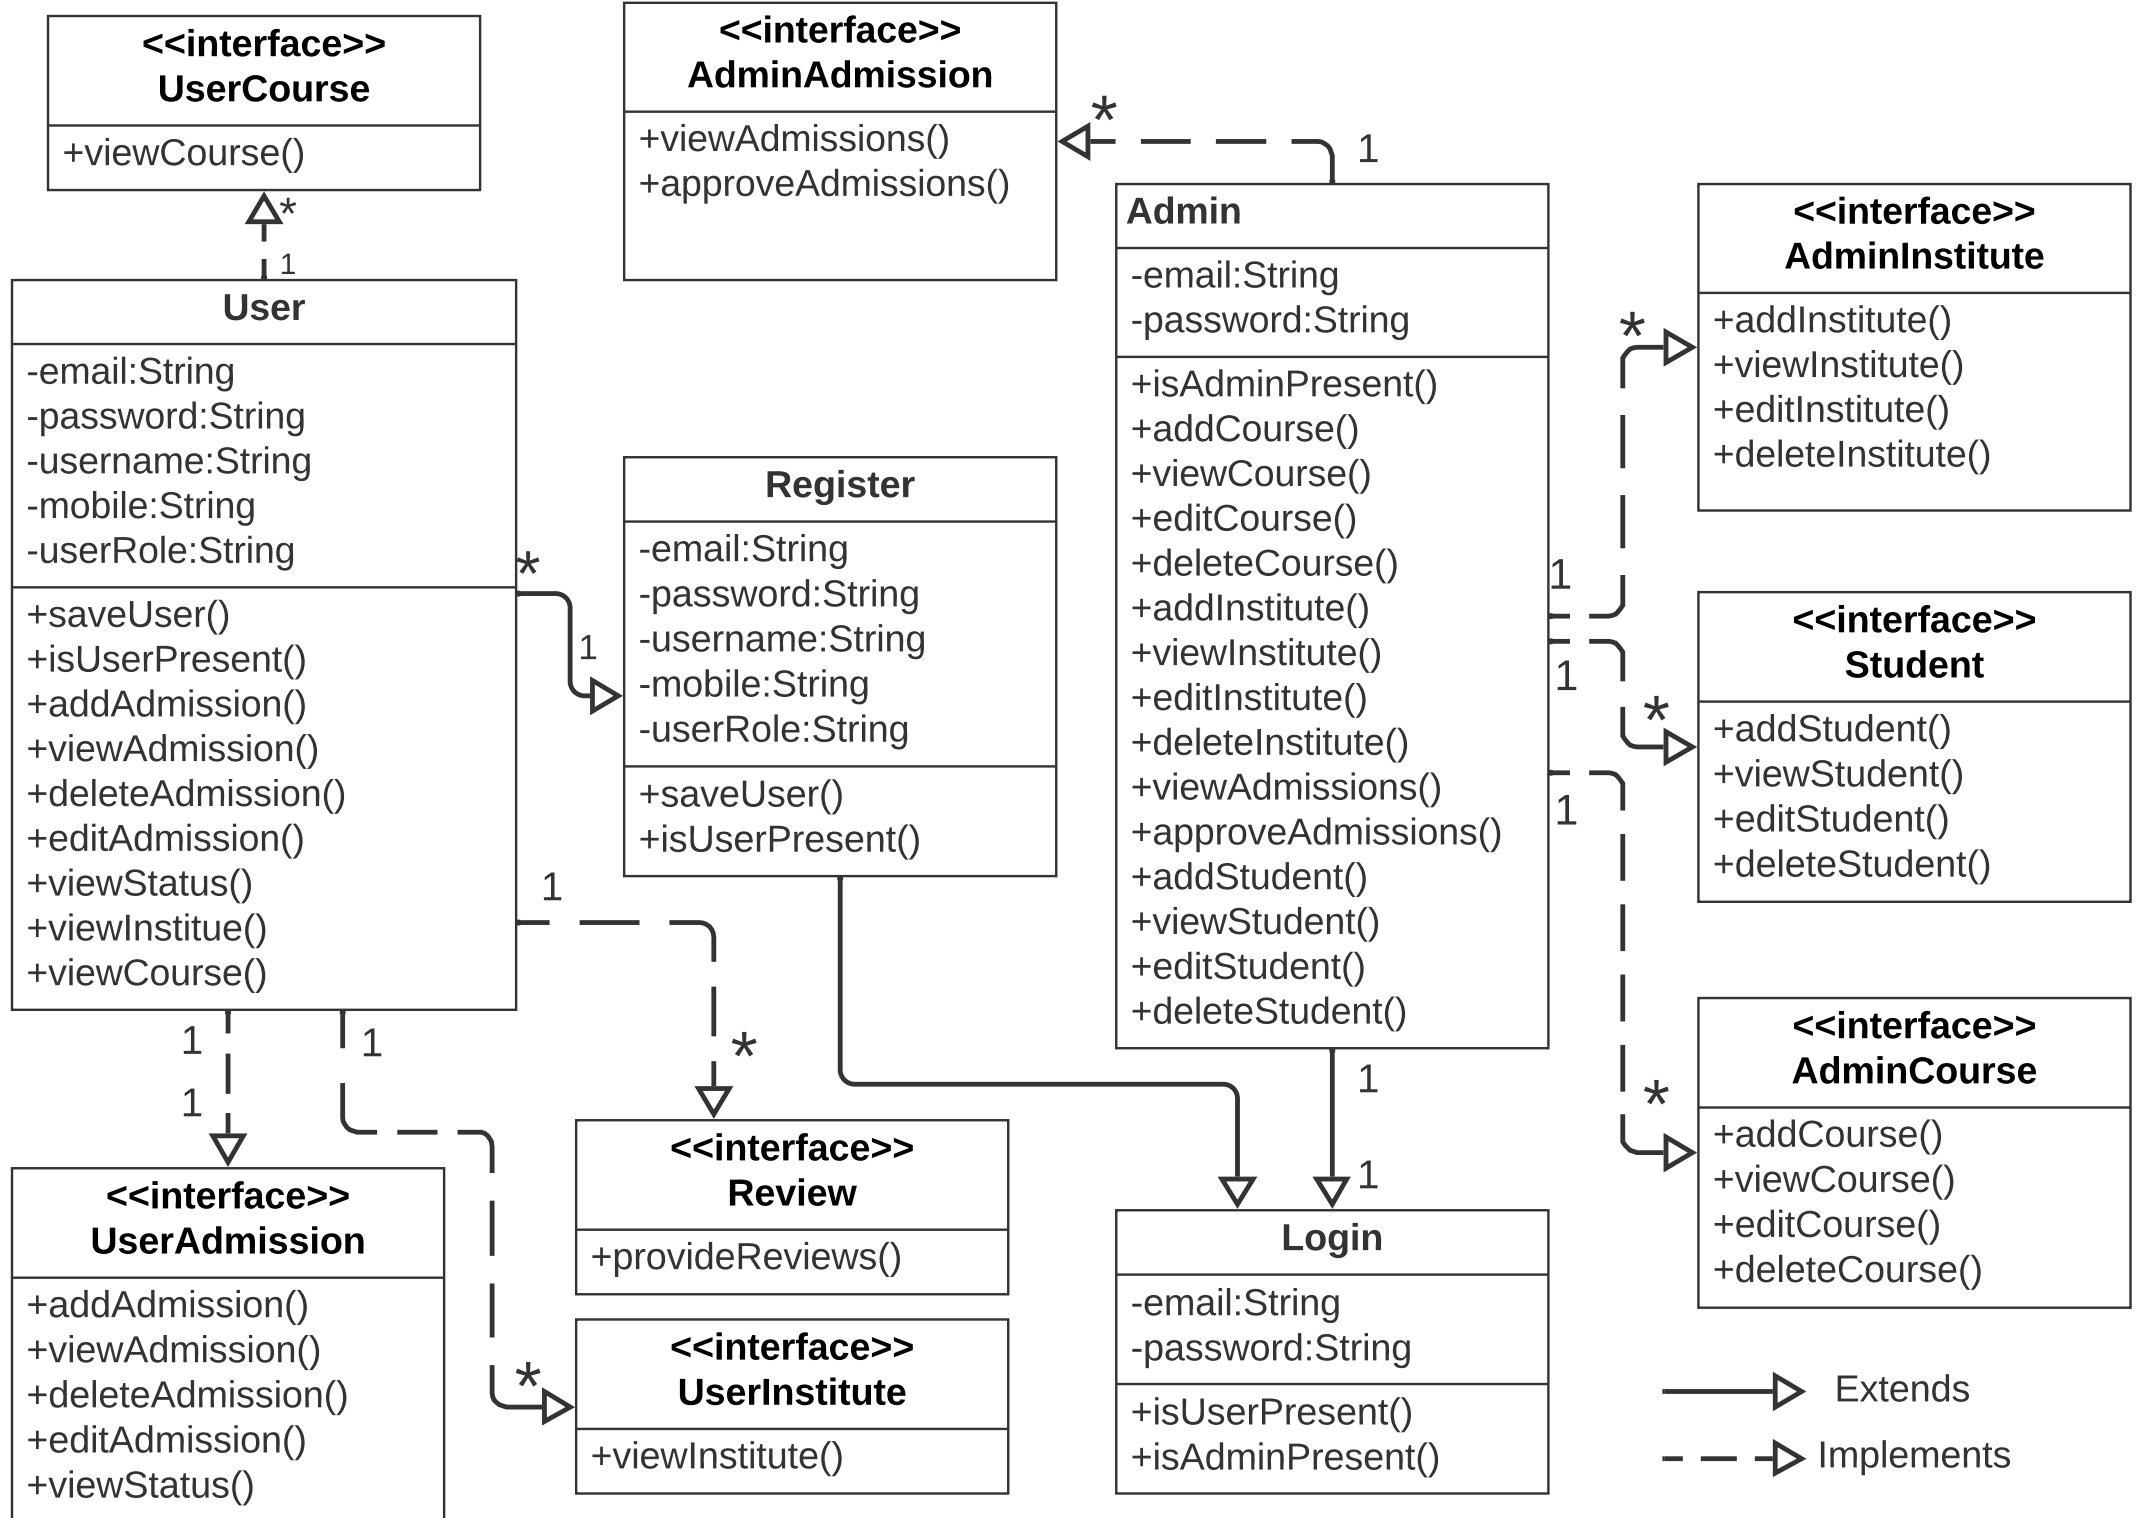 <<interface>>
UserCourse
+viewCourse()
*
1
User
-email:String
-password:String
-username:String
-mobile:String
-userRole:String
+saveUser()
+isUserPresent()
+addAdmission()
+viewAdmission()
+deleteAdmission()
+editAdmission()
+viewStatus()
+viewInstitue()
+viewCourse()
*
1
1
*
1
1
1
*
<<interface>>
UserAdmission
+addAdmission()
+viewAdmission()
+deleteAdmission()
+editAdmission()
+viewStatus()
<<interface>>
AdminAdmission
+viewAdmissions()
+approveAdmissions()
*
1
Register
-email:String
-password:String
-username:String
-mobile:String
-userRole:String
+saveUser()
+isUserPresent()
<<interface>>
Review
+provideReviews()
<<interface>>
UserInstitute
+viewInstitute()
Admin
-email:String
-password:String
+isAdminPresent()
+addCourse()
+viewCourse()
+editCourse()
+deleteCourse()
+addInstitute()
+viewInstitute()
+editInstitute()
+deleteInstitute()
+viewAdmissions()
+approveAdmissions()
+addStudent()
+viewStudent()
+editStudent()
+deleteStudent()
1
1
Login
-email:String
-password:String
+isUserPresent()
+isAdminPresent()
*
1
1
*
1
*
<<interface>>
AdminInstitute
+addInstitute()
+viewInstitute()
+editInstitute()
+deleteInstitute()
<<interface>>
Student
+addStudent()
+viewStudent()
+editStudent()
+deleteStudent()
<<interface>>
AdminCourse
+addCourse()
+viewCourse()
+editCourse()
+deleteCourse()
Extends
Implements